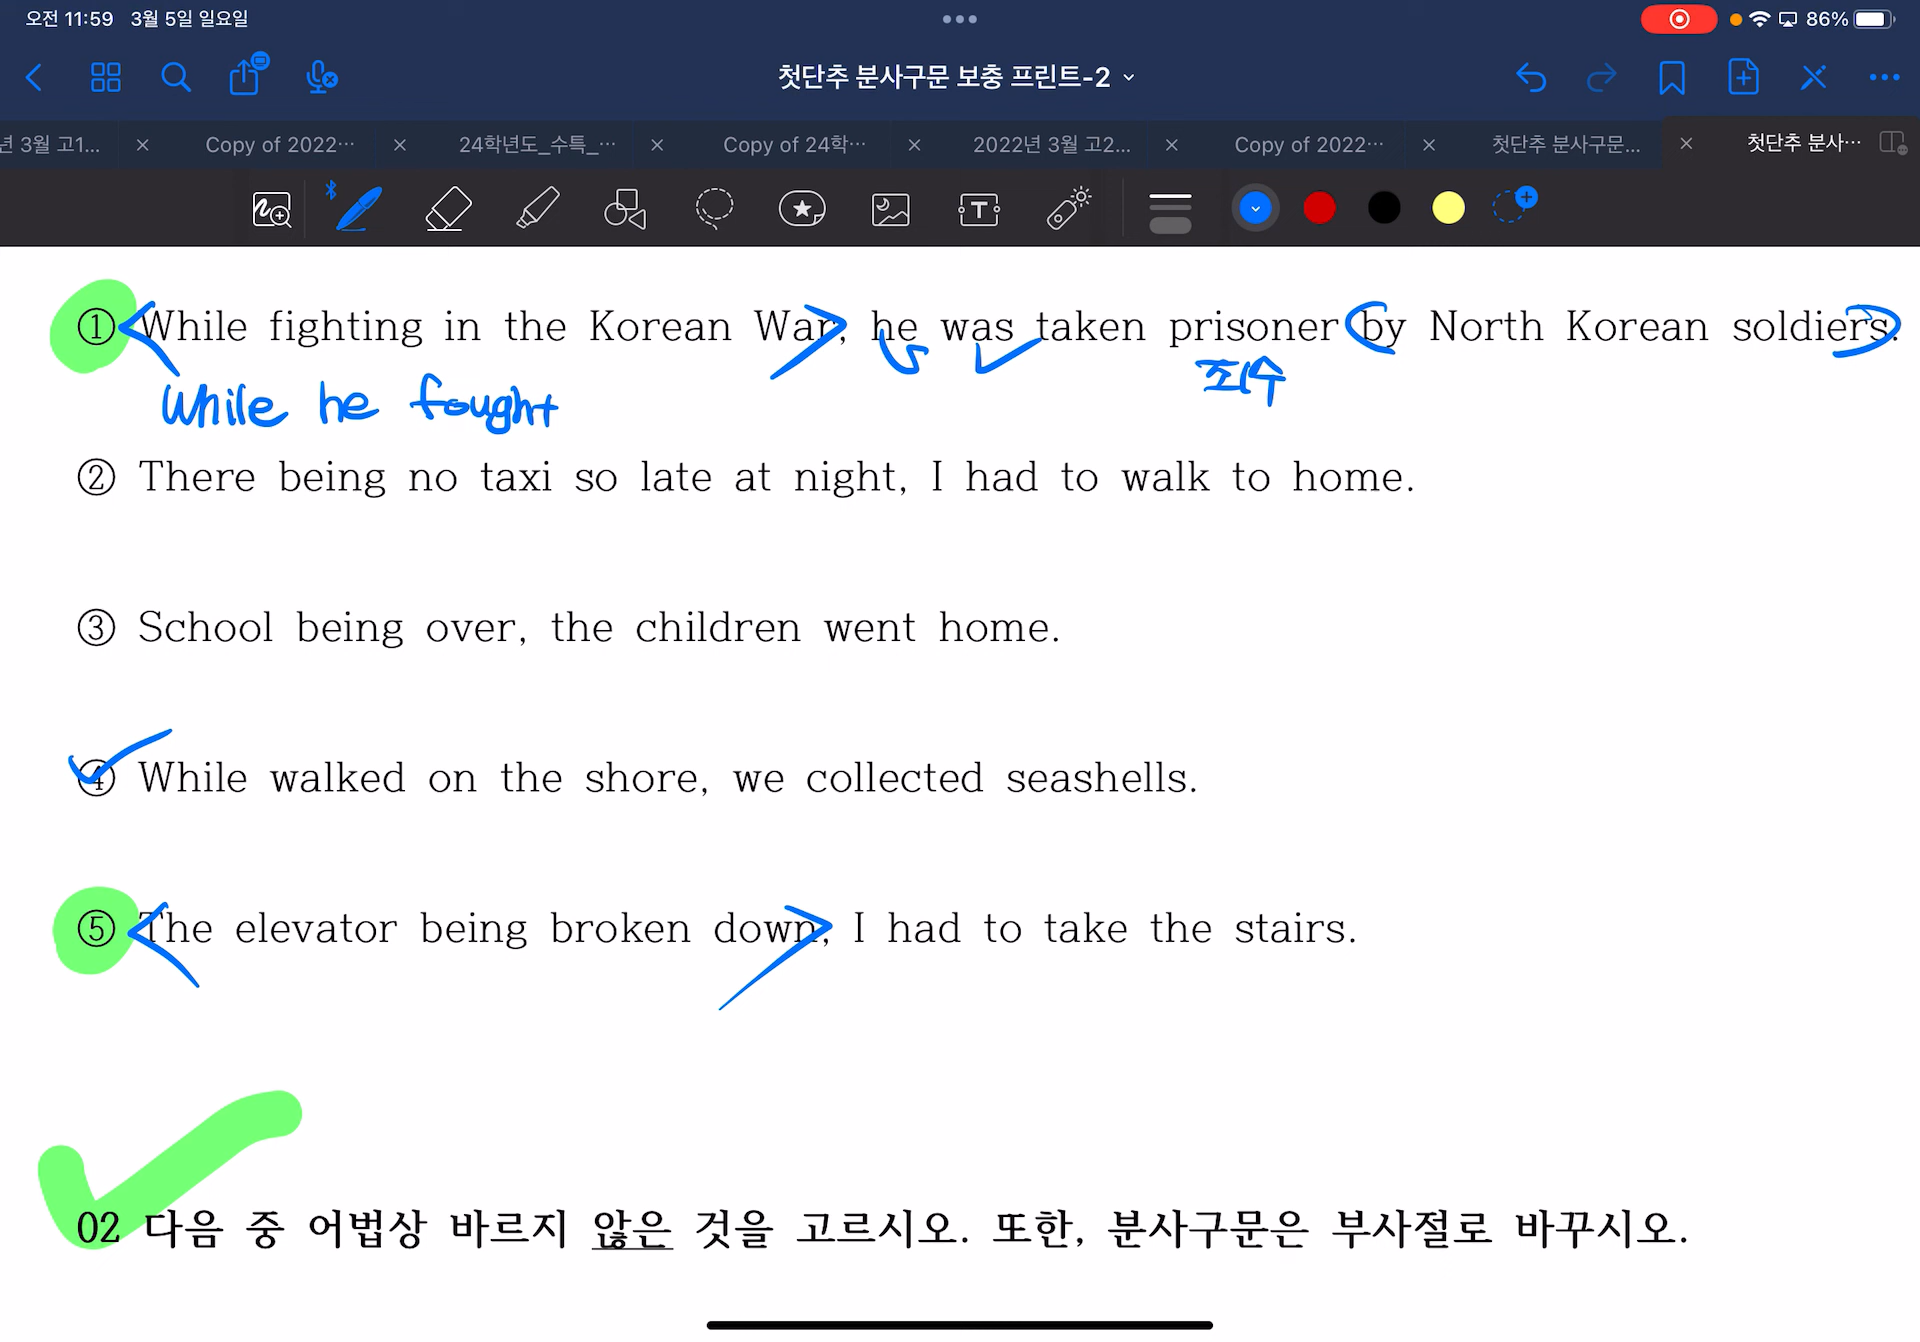 오전 11:59 3월 5일 일요일 86%
첫단추 분사구문 보충 프린트-2
년 3월 고1... Copy of 2022... 24학년도_수특_... Copy of 24학... 2022년 3월 고2... Copy of 2022... 첫단추 분사구문... 첫단추 분사...
① While fighting in the Korean War, he was taken prisoner by North Korean soldiers.
죄수
While he fought
② There being no taxi so late at night, I had to walk to home.
③ School being over, the children went home.
④ While walked on the shore, we collected seashells.
⑤ The elevator being broken down, I had to take the stairs.
02 다음 중 어법상 바르지 않은 것을 고르시오. 또한, 분사구문은 부사절로 바꾸시오.